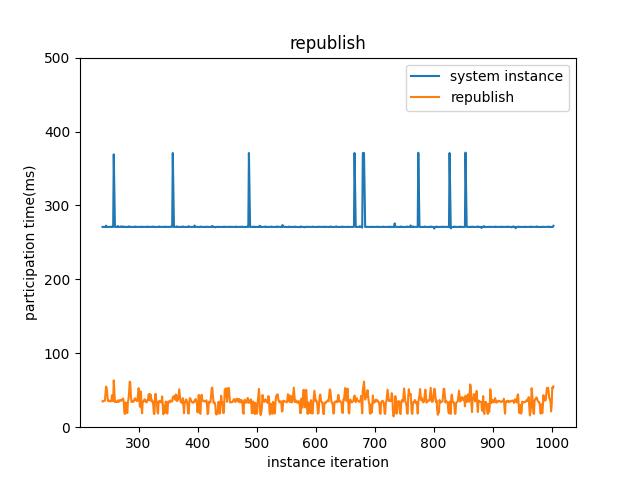 republish
500
400
300
200
100
0
participation time(ms)
system instance
republish
300 400 500 600 700 800 900 1000
instance iteration